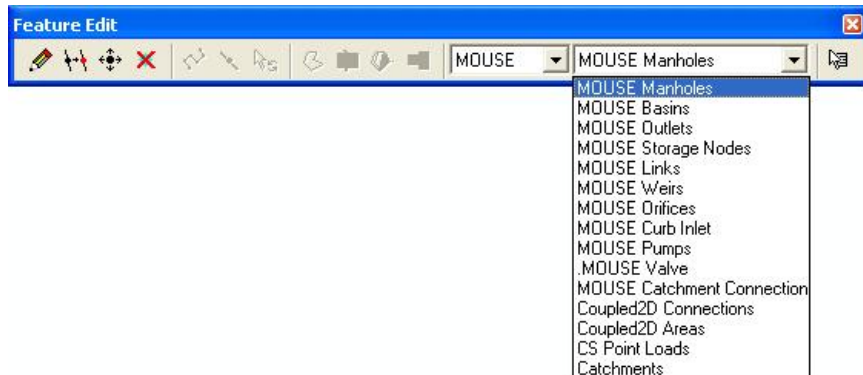 Feature Edit
MOUSE MOUSE Manholes
MOUSE Manholes
MOUSE Basins
MOUSE Outlets
MOUSE Storage Nodes
MOUSE Links
MOUSE Weirs
MOUSE Orifices
MOUSE Curb Inlet
MOUSE Pumps
.MOUSE Valve
MOUSE Catchment Connection
Coupled2D Connections
Coupled2D Areas
CS Point Loads
Catchments